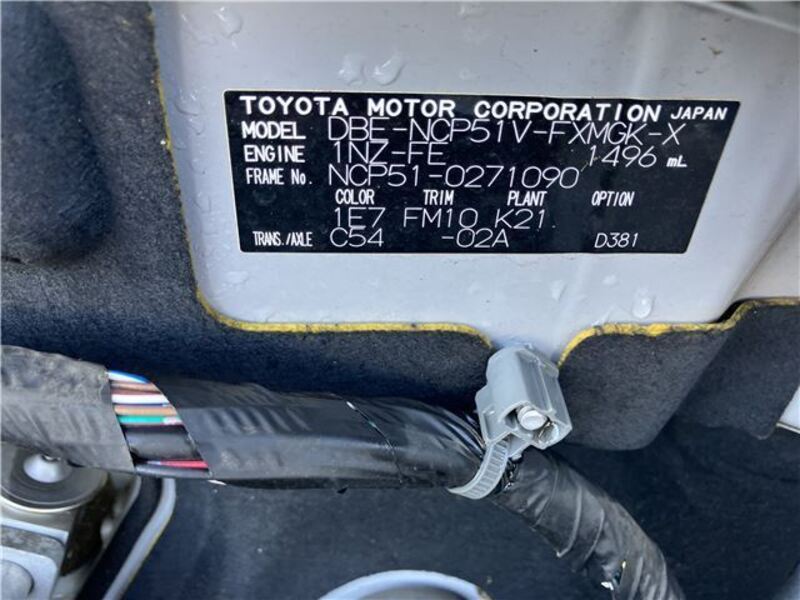 TOYOTA MOTOR CORPORATION JAPAN
MODEL DBE-NCP51V-FXMGK-X
ENGINE 1NZ-FE 1496 mL
FRAME No. NCP51-0271090
COLOR TRIM PLANT OPTION
1E7 FM10 K21
TRANS./AXLE C54 -02A D381